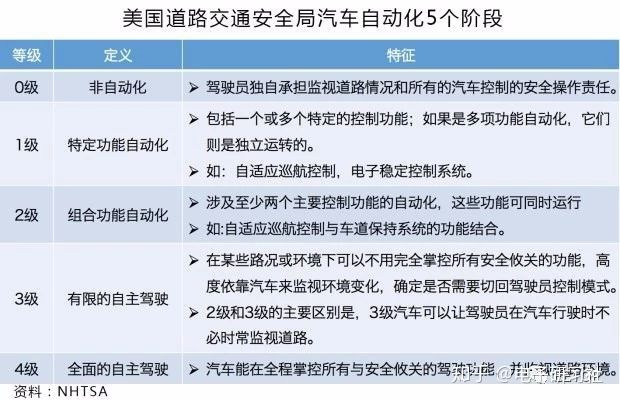 美国道路交通安全局汽车自动化5个阶段
等级 定义 特征
0级 非自动化 ➢ 驾驶员独自承担监视道路情况和所有的汽车控制的安全操作责任。
1级 特定功能自动化 ➢ 包括一个或多个特定的控制功能；如果是多项功能自动化，它们
则是独立运转的。
➢ 如：自适应巡航控制，电子稳定控制系统。
2级 组合功能自动化 ➢ 涉及至少两个主要控制功能的自动化，这些功能可同时运行
➢ 如:自适应巡航控制与车道保持系统的功能结合。
3级 有限的自主驾驶 ➢ 在某些路况或环境下可以不用完全掌控所有安全攸关的功能，高
度依靠汽车来监视环境变化，确定是否需要切回驾驶员控制模式。
➢ 2级和3级的主要区别是，3级汽车可以让驾驶员在汽车行驶时不
必时常监视道路。
4级 全面的自主驾驶 ➢ 汽车能在全程掌控所有与安全攸关的驾驶功能，并监视道路环境。
资料：NHTSA
知乎